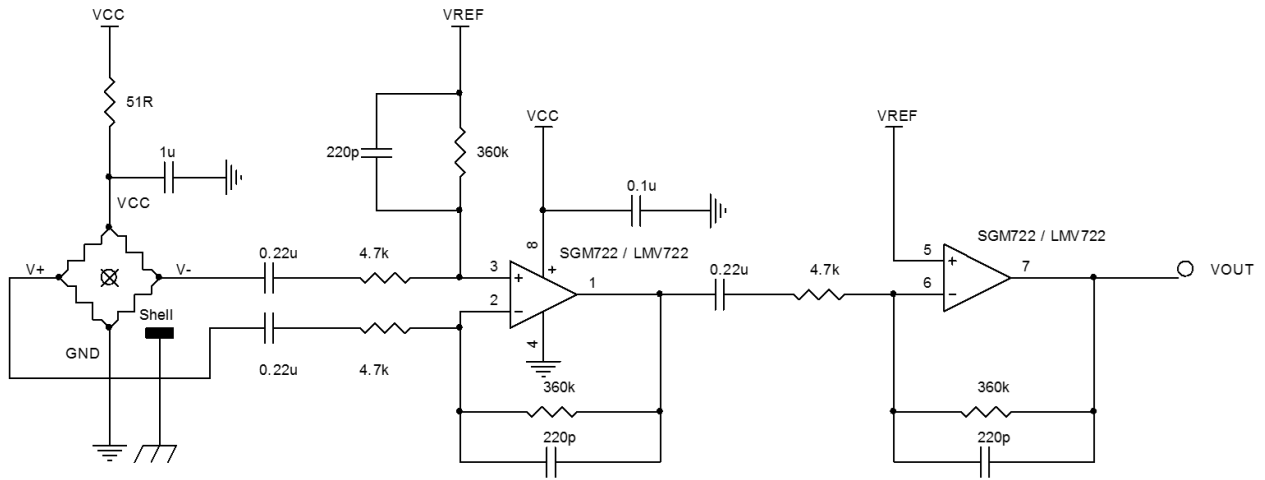 VCC
VREF
51R
1u
VCC
220p
360k
VCC
0.1u
VREF
8
SGM722 / LMV722
SGM722 / LMV722
V+
V-
0.22u
4.7k
3
+
+
1
0.22u
4.7k
5
+
7
VOUT
2
-
6
-
Shell
GND
0.22u
4.7k
4
360k
220p
360k
220p